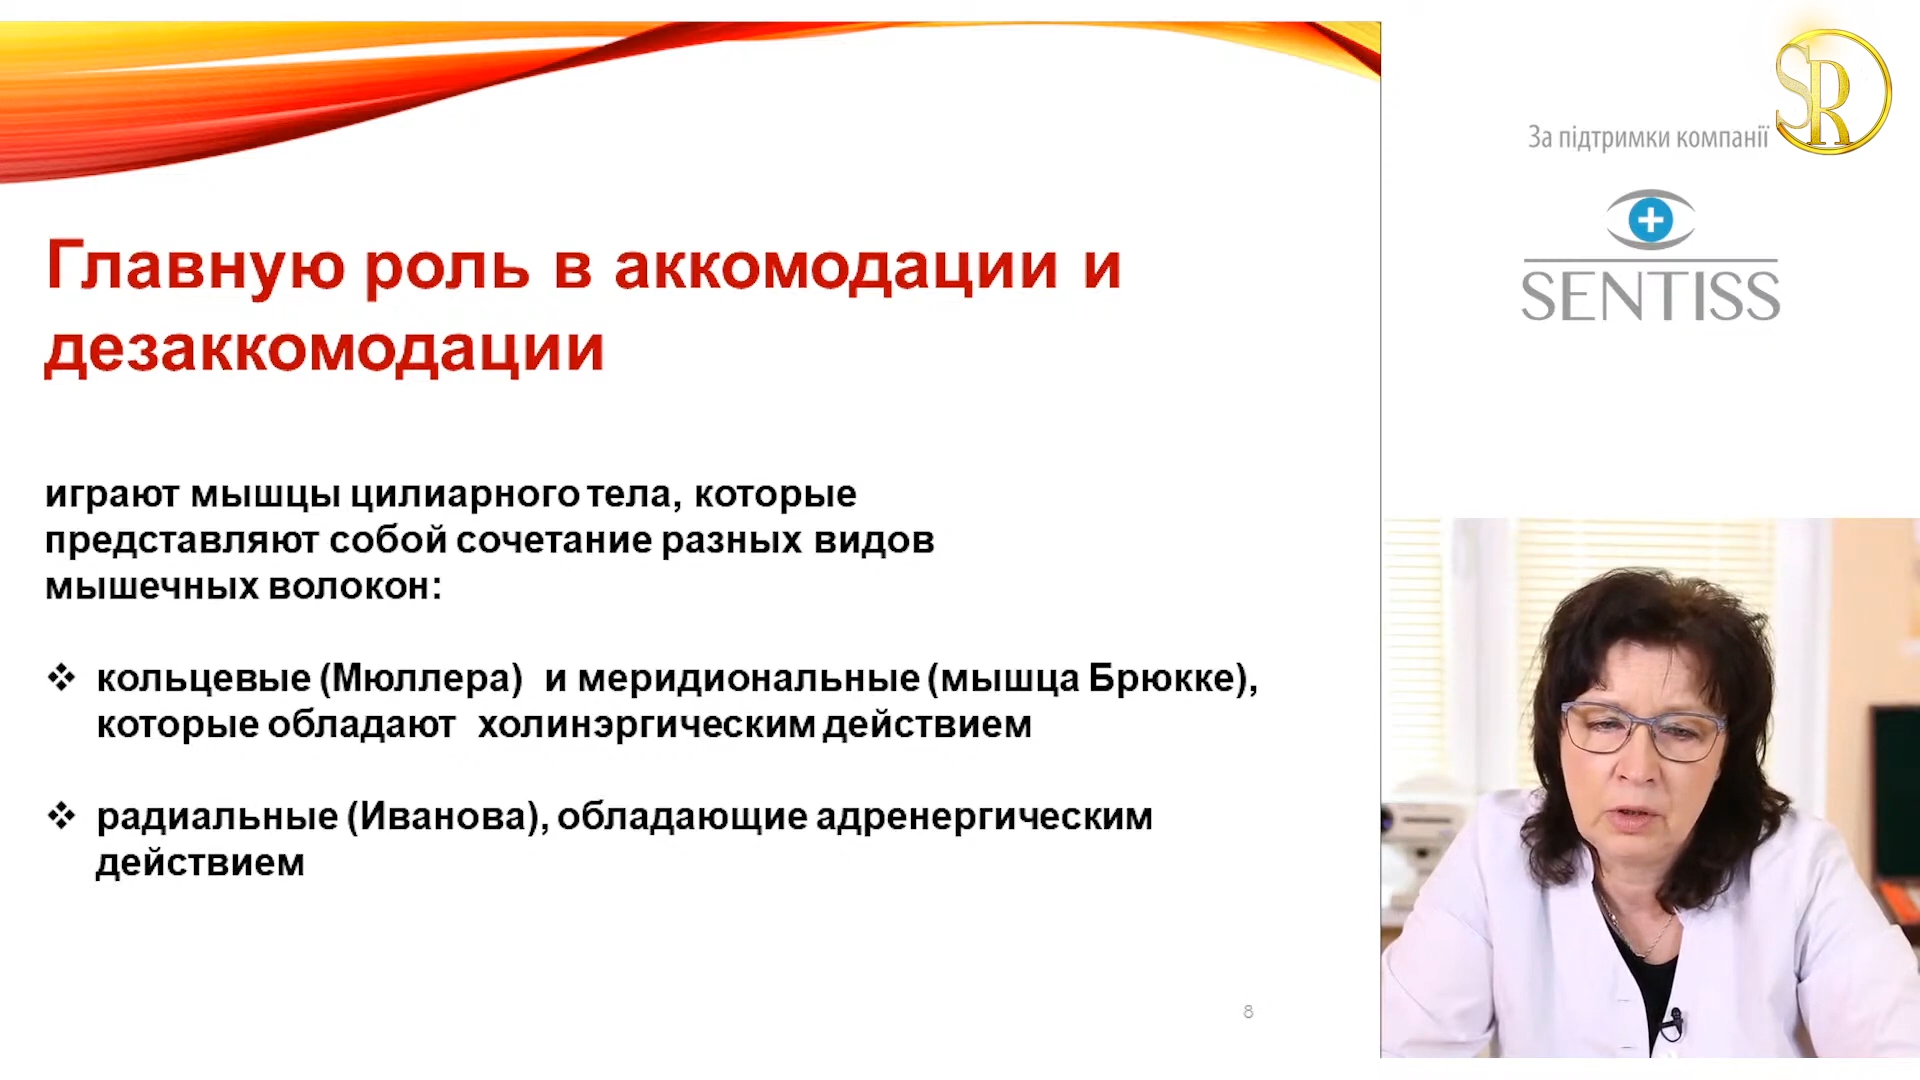 Главную роль в аккомодации и
дезаккомодации
играют мышцы цилиарного тела, которые
представляют собой сочетание разных видов
мышечных волокон:
❖ кольцевые (Мюллера) и меридиональные (мышца Брюкке),
которые обладают холинэргическим действием
❖ радиальные (Иванова), обладающие адренергическим
действием
8
За підтримки компанії
SR
SENTISS